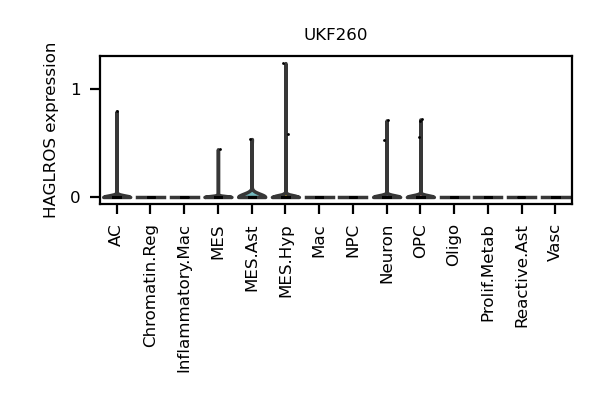 UKF260
HAGLROS expression
1
0
AC
Chromatin.Reg
Inflammatory.Mac
MES
MES.Ast
MES.Hyp
Mac
NPC
Neuron
OPC
Oligo
Prolif.Metab
Reactive.Ast
Vasc